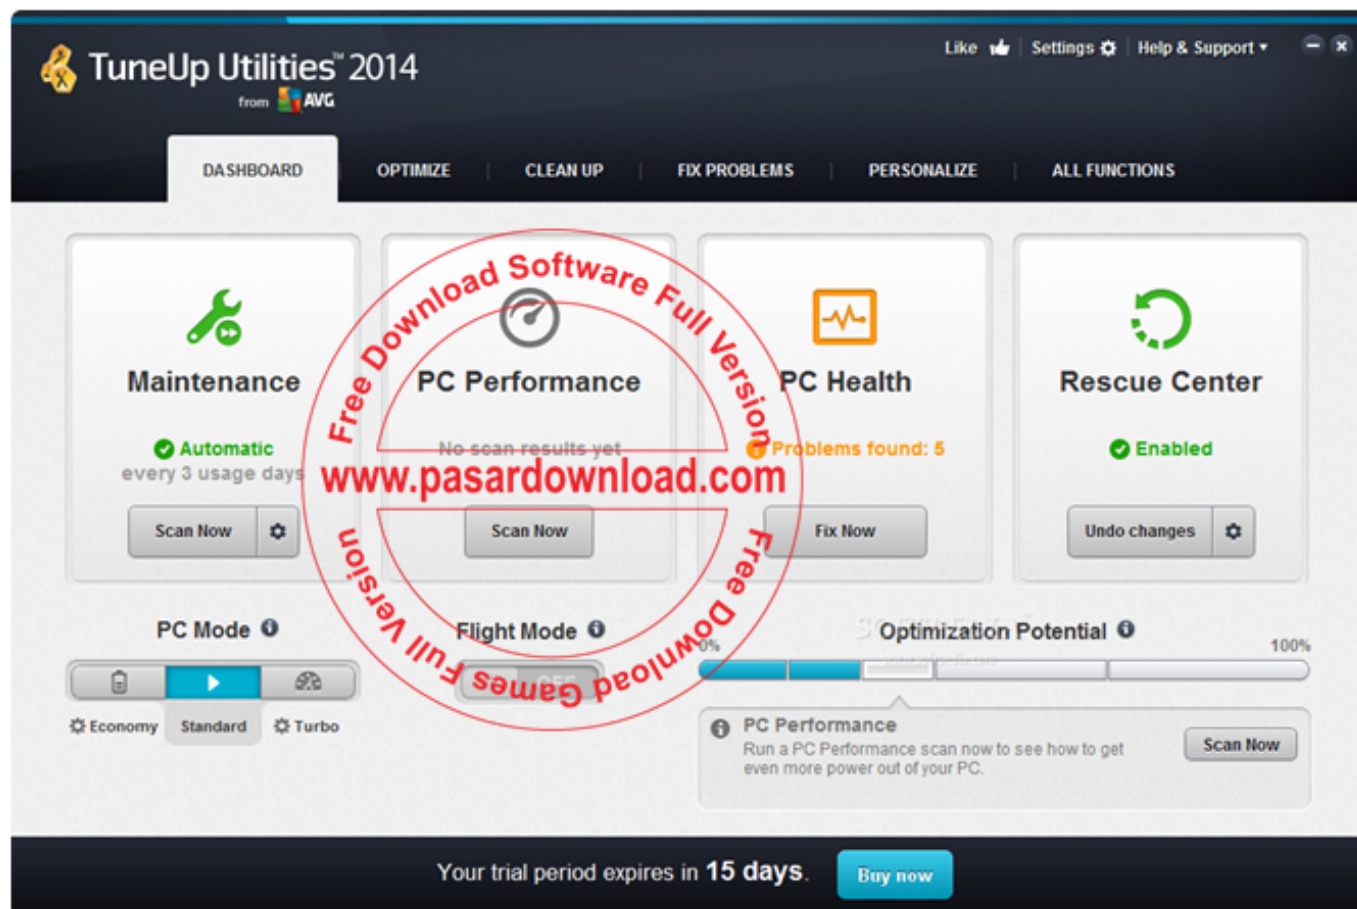 TuneUp Utilities™ 2014
from AVG
Like
Settings
Help & Support
DASHBOARD
OPTIMIZE
CLEAN UP
FIX PROBLEMS
PERSONALIZE
ALL FUNCTIONS
Maintenance
Automatic
every 3 usage days
Scan Now
PC Performance
No scan results yet
Scan Now
PC Health
Problems found: 5
Fix Now
Rescue Center
Enabled
Undo changes
Free Download Software Full Version
www.pasardownload.com
Free Download Games Full Version
PC Mode
Economy
Standard
Turbo
Flight Mode
OFF
Optimization Potential
0%
100%
PC Performance
Run a PC Performance scan now to see how to get
even more power out of your PC.
Scan Now
Your trial period expires in 15 days.
Buy now